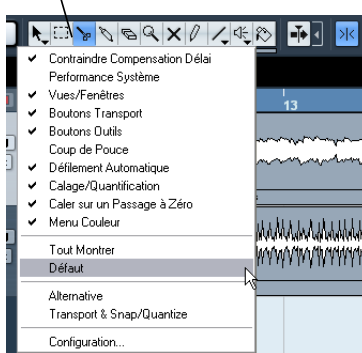 Contraindre Compensation Délai
Performance Système
Vues/Fenêtres
13
Boutons Transport
Boutons Outils
Coup de Pouce
Défilement Automatique
Calage/Quantification
Caler sur un Passage à Zéro
Menu Couleur
Tout Montrer
Défaut
Alternative
Transport & Snap/Quantize
Configuration...